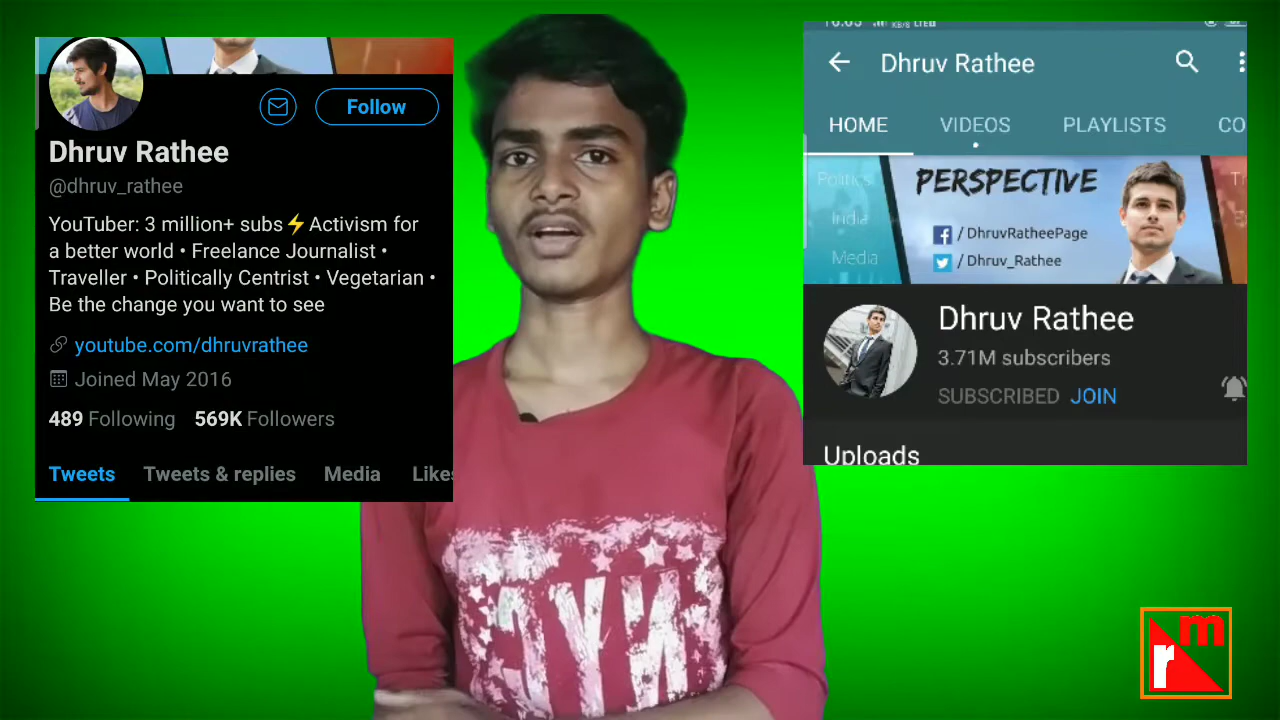 Dhruv Rathee
@dhruv_rathee
Follow
YouTuber: 3 million+ subs⚡Activism for
a better world • Freelance Journalist •
Traveller • Politically Centrist • Vegetarian •
Be the change you want to see
youtube.com/dhruvrathee
Joined May 2016
489 Following 569K Followers
Tweets Tweets & replies Media Likes
Dhruv Rathee
HOME VIDEOS PLAYLISTS CO
Politics
India
Media
PERSPECTIVE
/ DhruvRatheePage
/ Dhruv_Rathee
Dhruv Rathee
3.71M subscribers
SUBSCRIBED JOIN
Uploads
r m